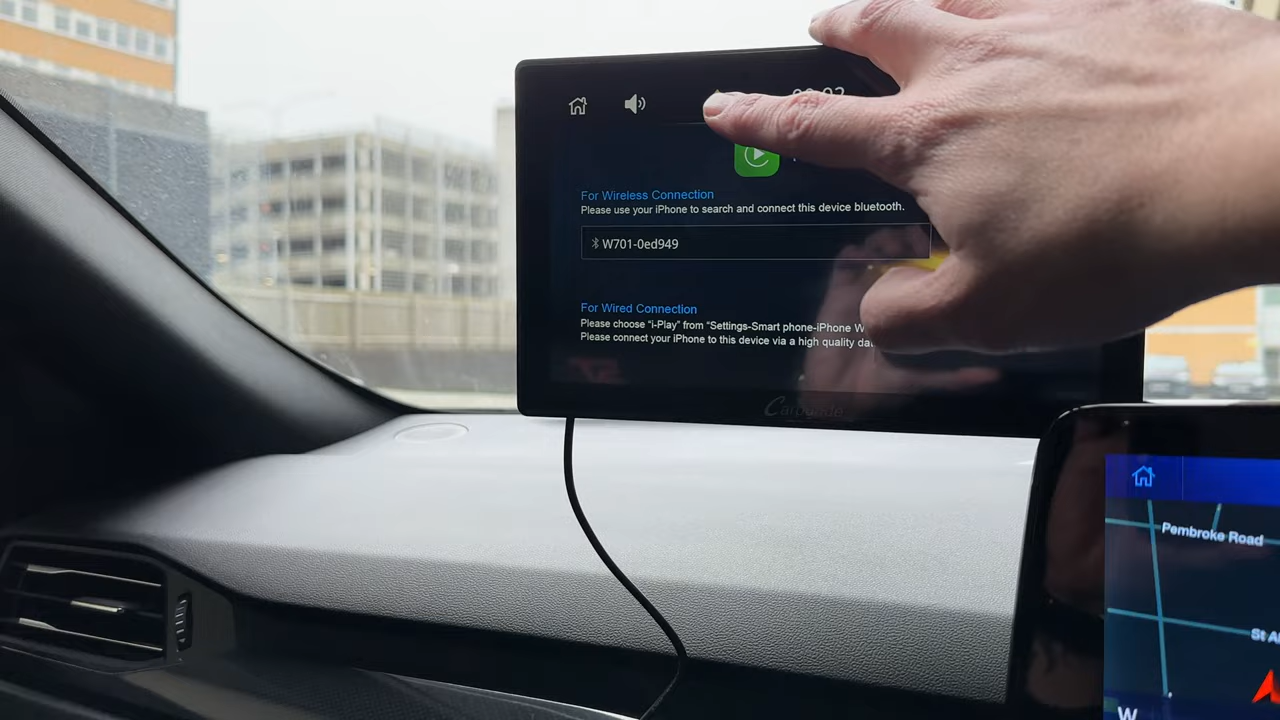 For Wireless Connection
Please use your iPhone to search and connect this device bluetooth.
W701-0ed949
For Wired Connection
Please choose “i-Play” from “Settings-Smart phone-iPhone W
Please connect your iPhone to this device via a high quality da
Pembroke Road
St Al
W